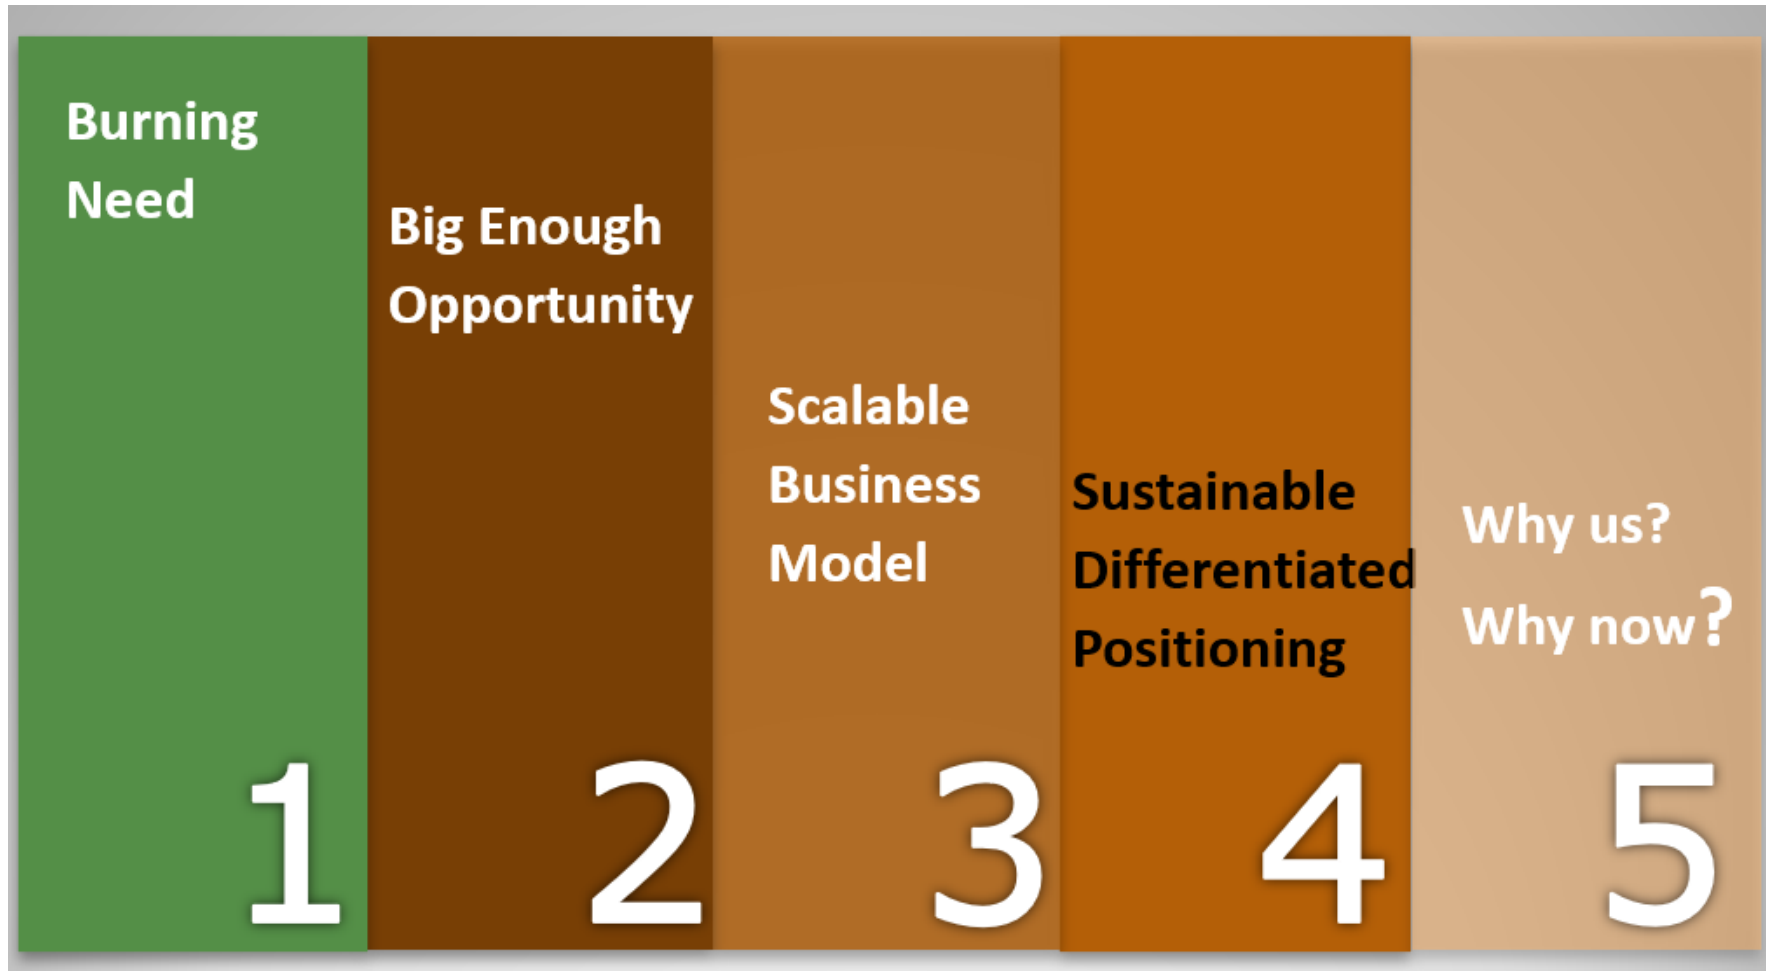 Burning
Need
1
Big Enough
Opportunity
2
Scalable
Business
Model
3
Sustainable
Differentiated
Positioning
4
Why us?
Why now?
5